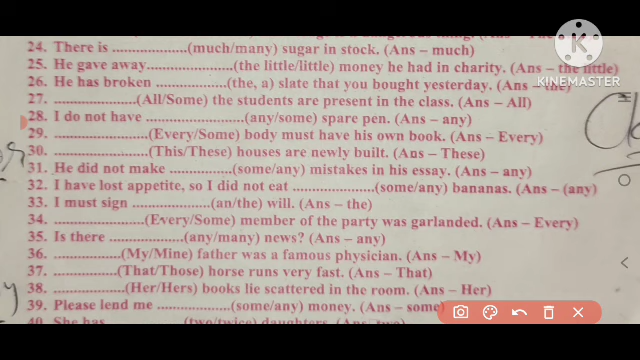 24. There is ..................(much/many) sugar in stock. (Ans – much)
25. He gave away.....................(the little/little) money he had in charity. (Ans – the little)
26. He has broken ..................(the, a) slate that you bought yesterday. (Ans – the)
27. ....................(All/Some) the students are present in the class. (Ans – All)
28. I do not have ........................(any/some) spare pen. (Ans – any)
29. .......................(Every/Some) body must have his own book. (Ans – Every)
30. .......................(This/These) houses are newly built. (Ans – These)
31. He did not make ................(some/any) mistakes in his essay. (Ans – any)
32. I have lost appetite, so I did not eat ....................(some/any) bananas. (Ans – (any)
33. I must sign ....................(an/the) will. (Ans – the)
34. ......................(Every/Some) member of the party was garlanded. (Ans – Every)
35. Is there ...................(any/many) news? (Ans – any)
36. ................(My/Mine) father was a famous physician. (Ans – My)
37. ...............(That/Those) horse runs very fast. (Ans – That)
38. ................(Her/Hers) books lie scattered in the room. (Ans – Her)
39. Please lend me ..................(some/any) money. (Ans – some)
40. She has ...................(two/twice) daughters. (Ans– two)
KINEMASTER